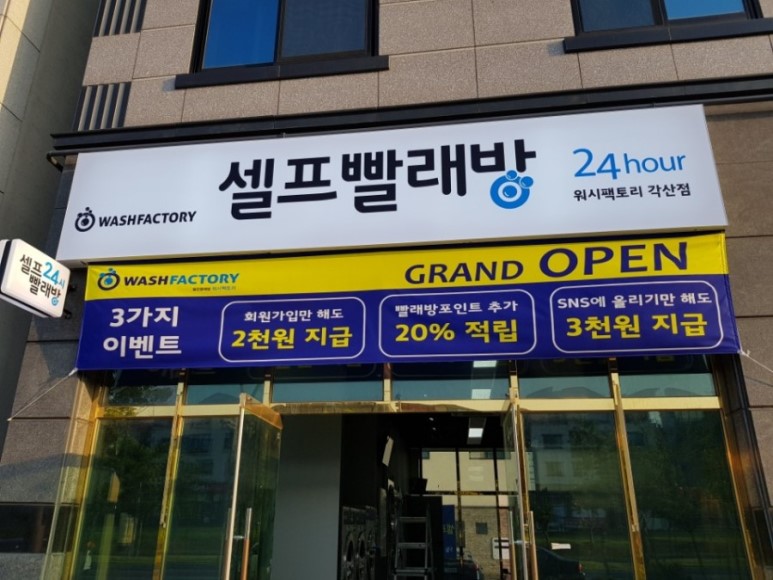 셀프빨래방
24hour
워시팩토리 각산점
WASHFACTORY
셀프24시
빨래방
WASHFACTORY
GRAND OPEN
3가지
이벤트
회원가입만 해도
2천원 지급
빨래방포인트 추가
20% 적립
SNS에 올리기만 해도
3천원 지급